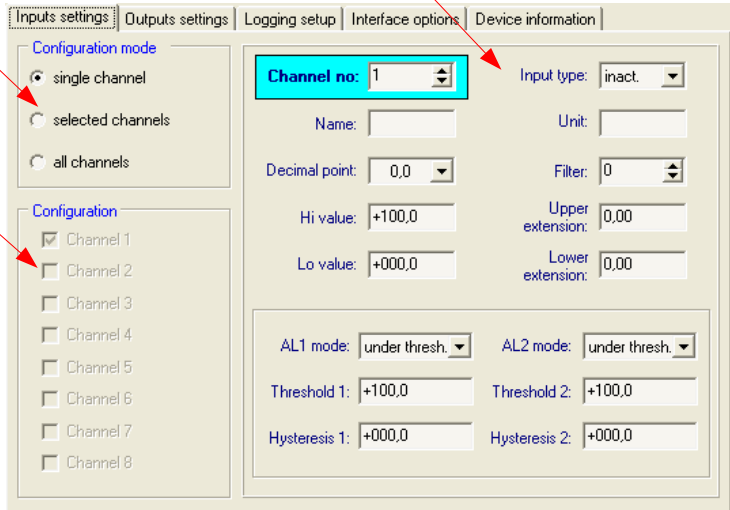 Inputs settings Outputs settings Logging setup Interface options Device information
Configuration mode
single channel
selected channels
all channels
Configuration
Channel 1
Channel 2
Channel 3
Channel 4
Channel 5
Channel 6
Channel 7
Channel 8
Channel no: 1
Input type: inact.
Name:
Unit:
Decimal point: 0,0
Filter: 0
Hi value: +100,0
Upper
extension: 0,00
Lo value: +000,0
Lower
extension: 0,00
AL1 mode: under thresh.
AL2 mode: under thresh.
Threshold 1: +100,0
Threshold 2: +100,0
Hysteresis 1: +000,0
Hysteresis 2: +000,0